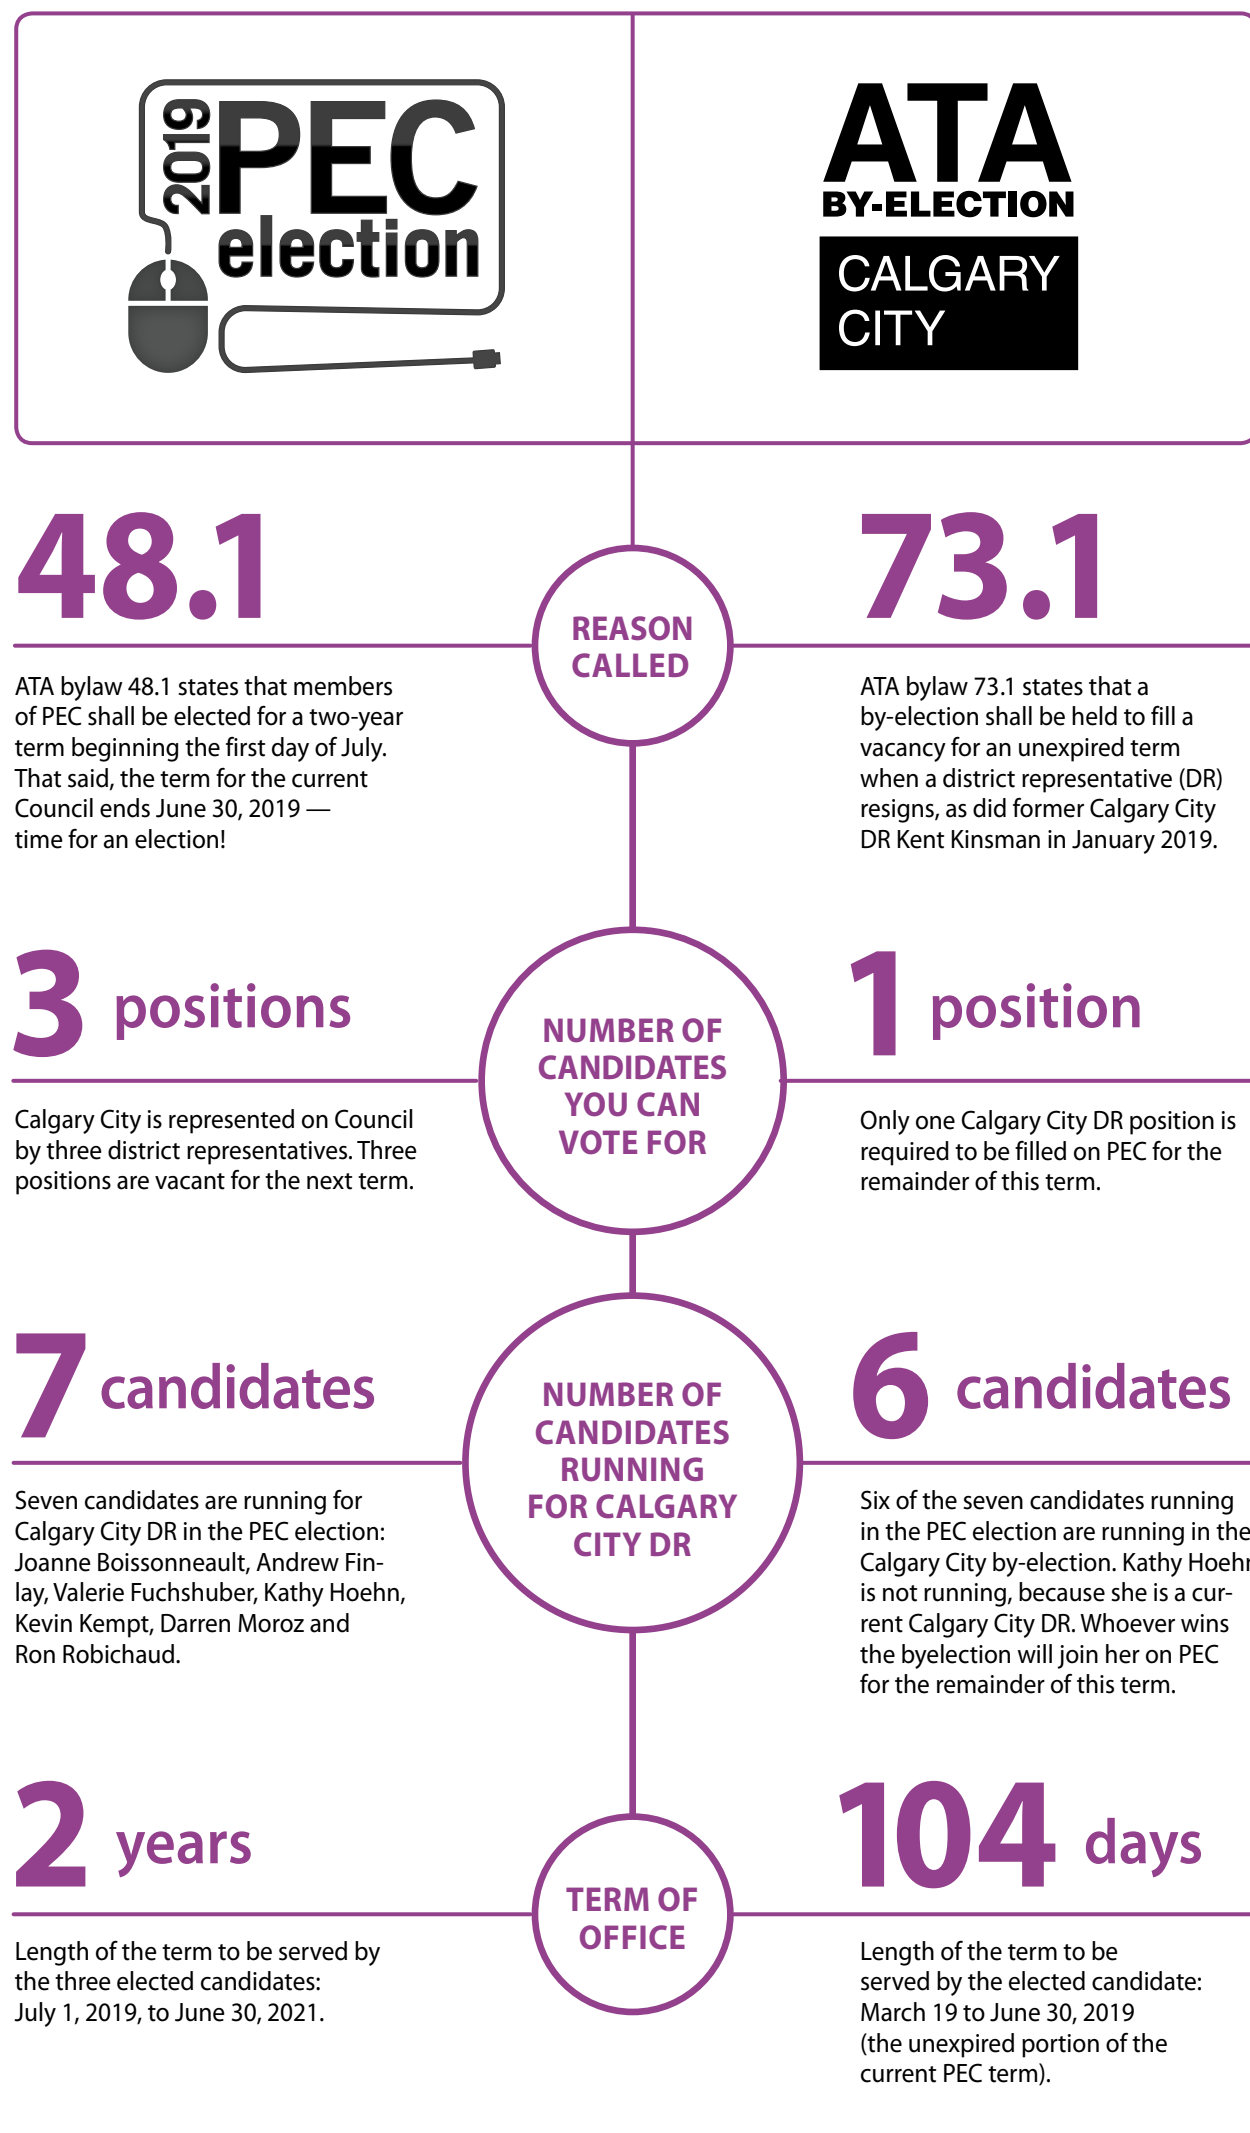 2019
PEC
election
ATA
BY-ELECTION
CALGARY
CITY
REASON
CALLED
48.1
ATA bylaw 48.1 states that members
of PEC shall be elected for a two-year
term beginning the first day of July.
That said, the term for the current
Council ends June 30, 2019 —
time for an election!
73.1
ATA bylaw 73.1 states that a
by-election shall be held to fill a
vacancy for an unexpired term
when a district representative (DR)
resigns, as did former Calgary City
DR Kent Kinsman in January 2019.
NUMBER OF
CANDIDATES
YOU CAN
VOTE FOR
3 positions
Calgary City is represented on Council
by three district representatives. Three
positions are vacant for the next term.
1 position
Only one Calgary City DR position is
required to be filled on PEC for the
remainder of this term.
NUMBER OF
CANDIDATES
RUNNING
FOR CALGARY
CITY DR
7 candidates
Seven candidates are running for
Calgary City DR in the PEC election:
Joanne Boissonneault, Andrew Fin-
lay, Valerie Fuchshuber, Kathy Hoehn,
Kevin Kempt, Darren Moroz and
Ron Robichaud.
6 candidates
Six of the seven candidates running
in the PEC election are running in the
Calgary City by-election. Kathy Hoehn
is not running, because she is a cur-
rent Calgary City DR. Whoever wins
the byelection will join her on PEC
for the remainder of this term.
TERM OF
OFFICE
2 years
Length of the term to be served by
the three elected candidates:
July 1, 2019, to June 30, 2021.
104 days
Length of the term to be
served by the elected candidate:
March 19 to June 30, 2019
(the unexpired portion of the
current PEC term).